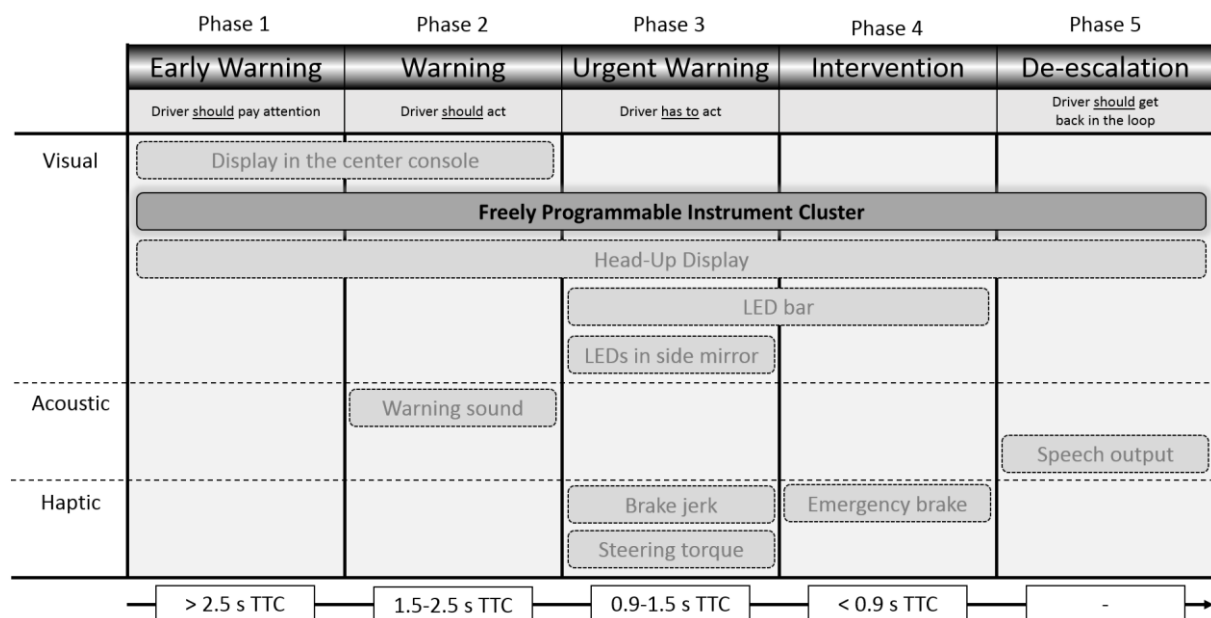 Phase 1 Phase 2 Phase 3 Phase 4 Phase 5
Early Warning Warning Urgent Warning Intervention De-escalation
Driver should pay attention Driver should act Driver has to act Driver should get
back in the loop
Visual Display in the center console
Freely Programmable Instrument Cluster
Head-Up Display
LED bar
LEDs in side mirror
Acoustic Warning sound
Speech output
Haptic Brake jerk Emergency brake
Steering torque
> 2.5 s TTC 1.5-2.5 s TTC 0.9-1.5 s TTC < 0.9 s TTC -